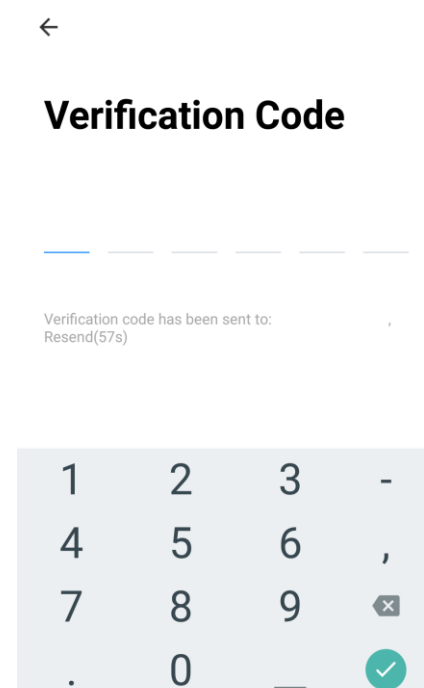 Verification Code
Verification code has been sent to: ,
Resend(57s)
1 2 3 -
4 5 6 ,
7 8 9
. 0 _